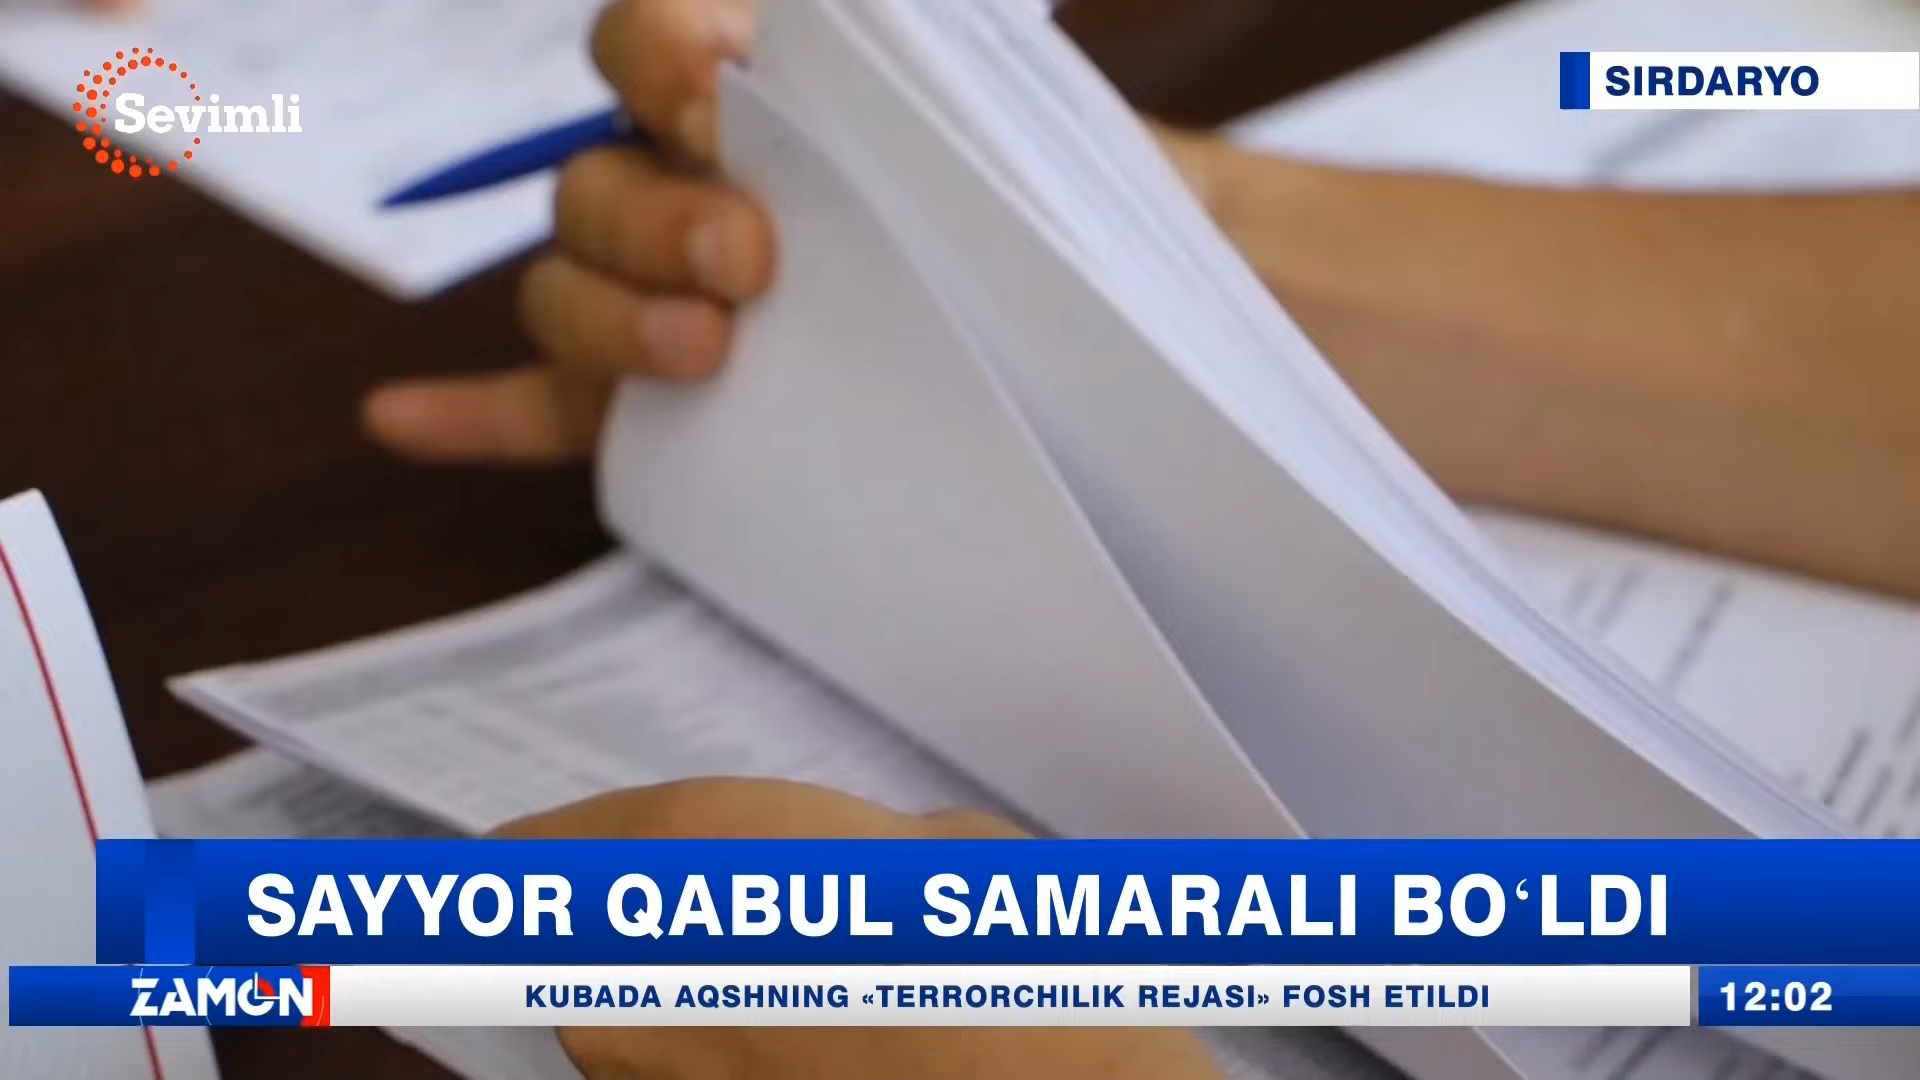 Sevimli
SIRDARYO
SAYYOR QABUL SAMARALI BO‘LDI
ZAMON
KUBADA AQSHNING «TERRORCHILIK REJASI» FOSH ETILDI
12:02